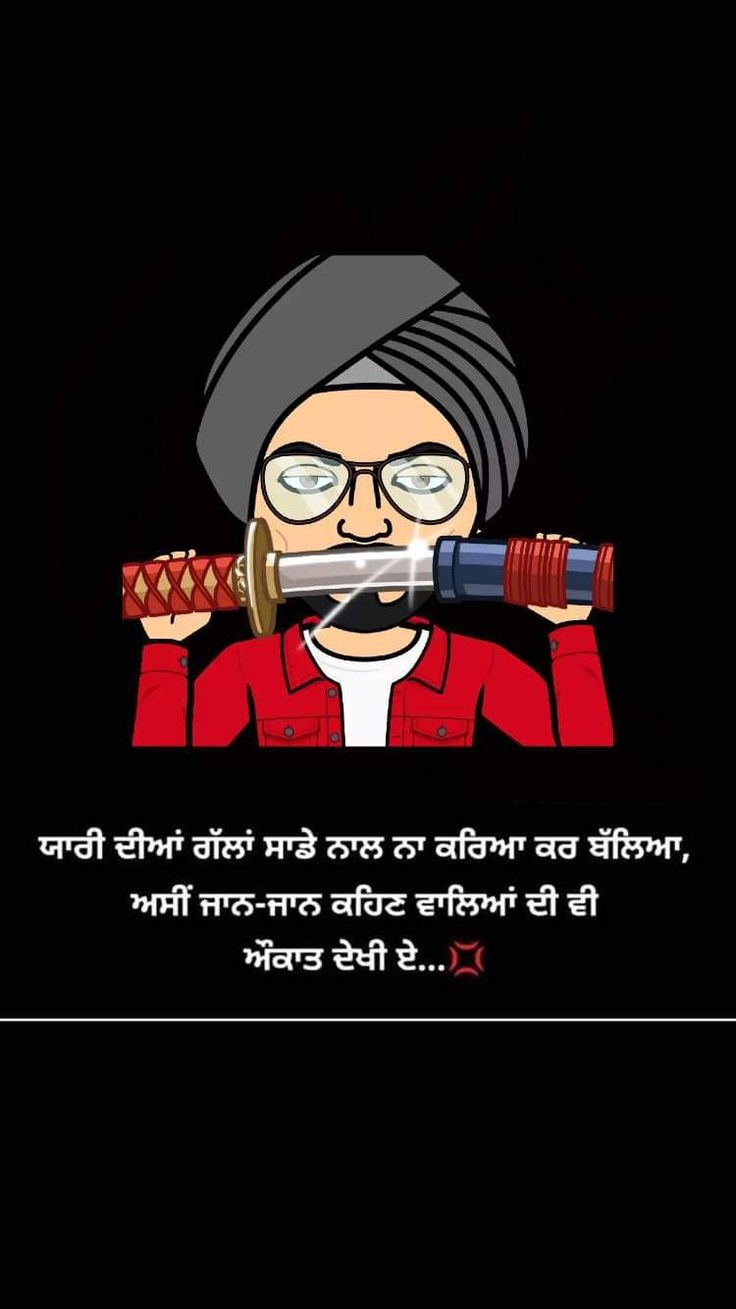 ਯਾਰੀ ਦੀਆਂ ਗੱਲਾਂ ਸਾਡੇ ਨਾਲ ਨਾ ਕਰਿਆ ਕਰ ਬੱਲਿਆ,
ਅਸੀਂ ਜਾਨ-ਜਾਨ ਕਹਿਣ ਵਾਲਿਆਂ ਦੀ ਵੀ
ਔਕਾਤ ਦੇਖੀ ਏ...💢